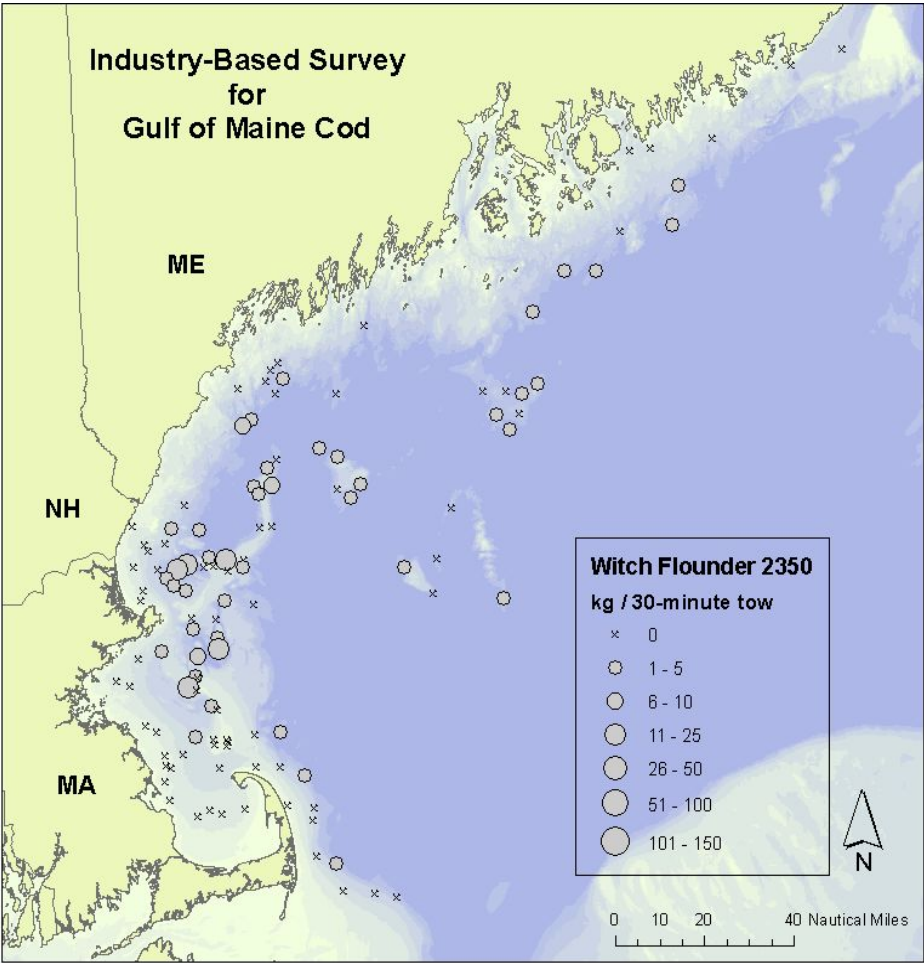 Industry-Based Survey
for
Gulf of Maine Cod
ME
NH
MA
Witch Flounder 2350
kg / 30-minute tow
0
1 - 5
6 - 10
11 - 25
26 - 50
51 - 100
101 - 150
N
0 10 20 40 Nautical Miles